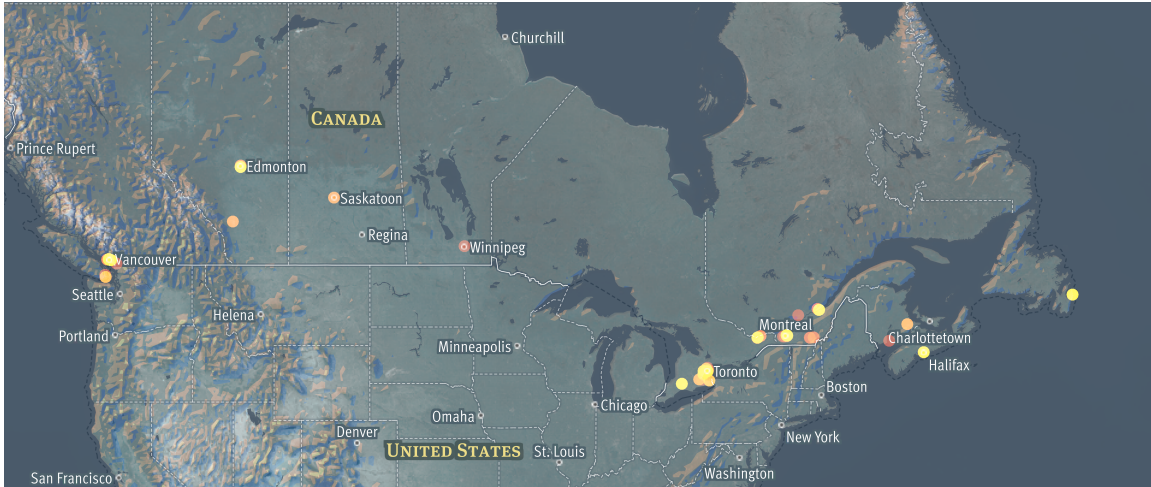 Churchill
CANADA
Prince Rupert
Edmonton
Saskatoon
Regina
Winnipeg
Vancouver
Seattle
Helena
Montreal
Portland
Charlottetown
Minneapolis
Halifax
Toronto
Boston
Chicago
Omaha
New York
Denver
UNITED STATES
St. Louis
Washington
San Francisco